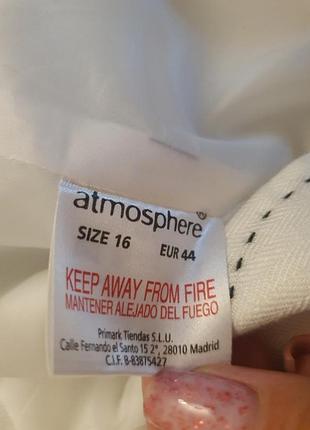 atmosphere®
SIZE 16 EUR 44
KEEP AWAY FROM FIRE
MANTENER ALEJADO DEL FUEGO
Primark Tiendas S.L.U.
Calle Fernando el Santo 15 2°, 28010 Madrid
C.I.F. B-83875427